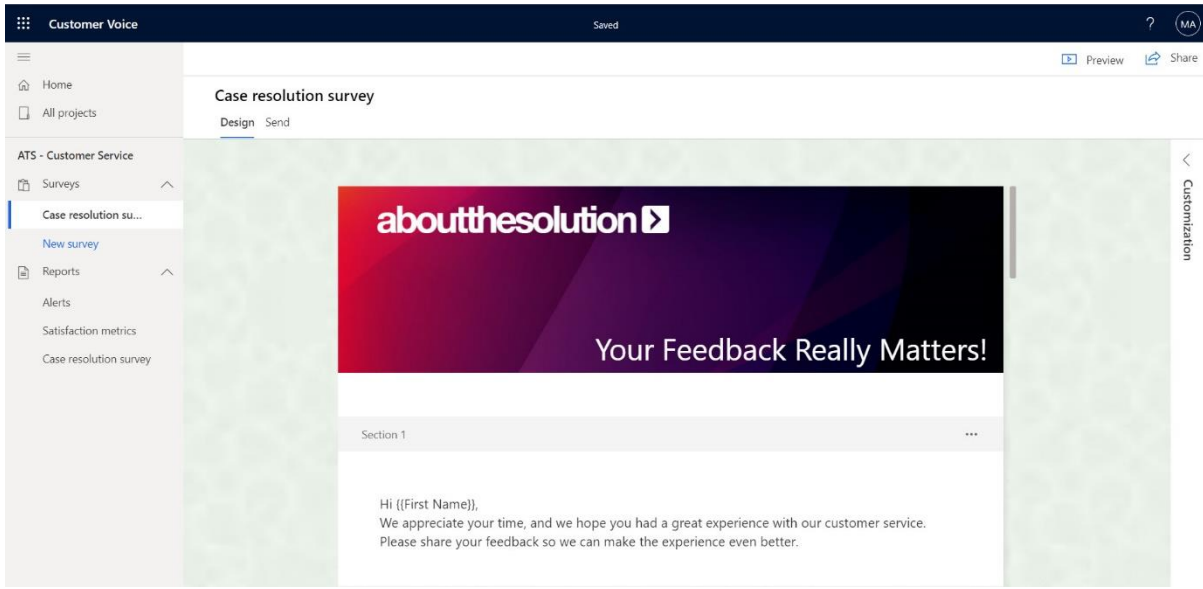 Customer Voice
Saved
?
MA
Preview
Share
Home
All projects
Case resolution survey
Design Send
ATS - Customer Service
Surveys
Case resolution su...
New survey
Reports
Alerts
Satisfaction metrics
Case resolution survey
aboutthesolution
Your Feedback Really Matters!
Section 1
Hi {{First Name}},
We appreciate your time, and we hope you had a great experience with our customer service.
Please share your feedback so we can make the experience even better.
Customization